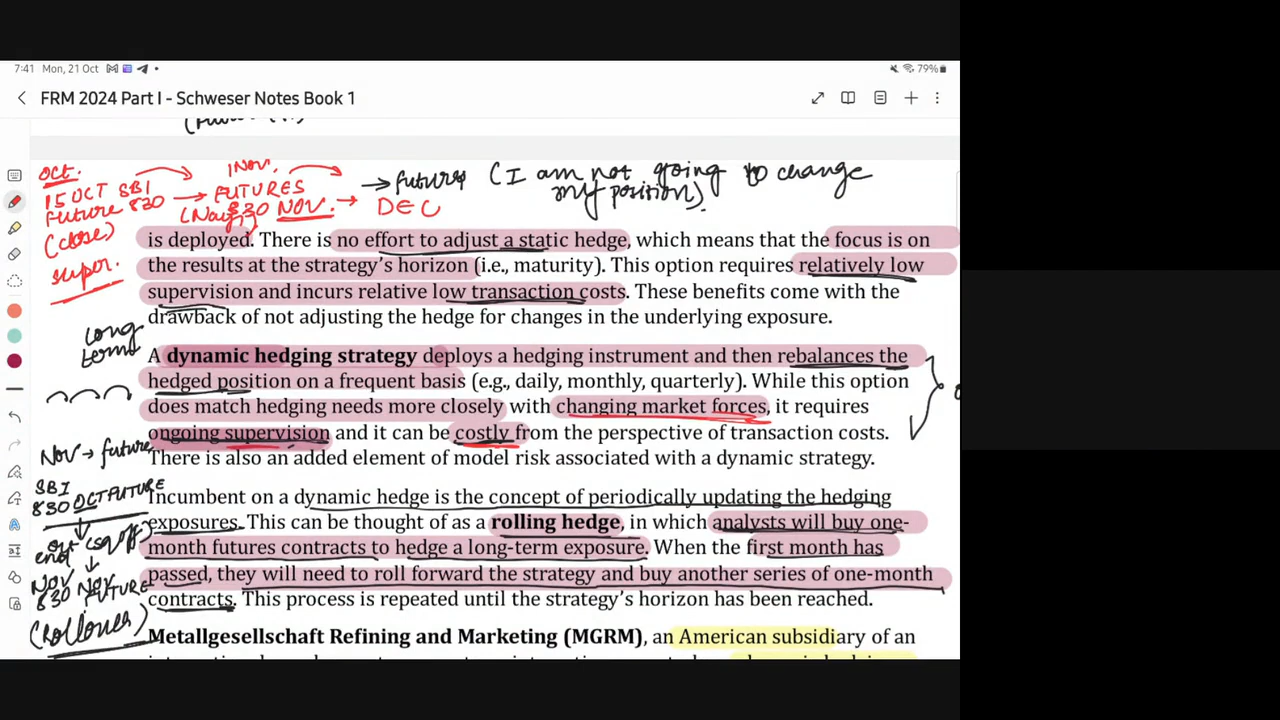 7:41 Mon, 21 Oct
79%
FRM 2024 Part I - Schweser Notes Book 1
OCT.
15 OCT SBI
Future 830
(close)
super.
1 Nov.
FUTURES
830 NOV.
→ futures (I am not going to change
my position).
DEC
is deployed. There is no effort to adjust a static hedge, which means that the focus is on
the results at the strategy's horizon (i.e., maturity). This option requires relatively low
supervision and incurs relative low transaction costs. These benefits come with the
drawback of not adjusting the hedge for changes in the underlying exposure.
long
term
A dynamic hedging strategy deploys a hedging instrument and then rebalances the
hedged position on a frequent basis (e.g., daily, monthly, quarterly). While this option
does match hedging needs more closely with changing market forces, it requires
ongoing supervision and it can be costly from the perspective of transaction costs.
There is also an added element of model risk associated with a dynamic strategy.
Nov → future
SBI
830 OCT FUTURE
end (sq off)
NOV NOV
830 FUTURE
(Rollover)
Incumbent on a dynamic hedge is the concept of periodically updating the hedging
exposures. This can be thought of as a rolling hedge, in which analysts will buy one-
month futures contracts to hedge a long-term exposure. When the first month has
passed, they will need to roll forward the strategy and buy another series of one-month
contracts. This process is repeated until the strategy's horizon has been reached.
Metallgesellschaft Refining and Marketing (MGRM), an American subsidiary of an